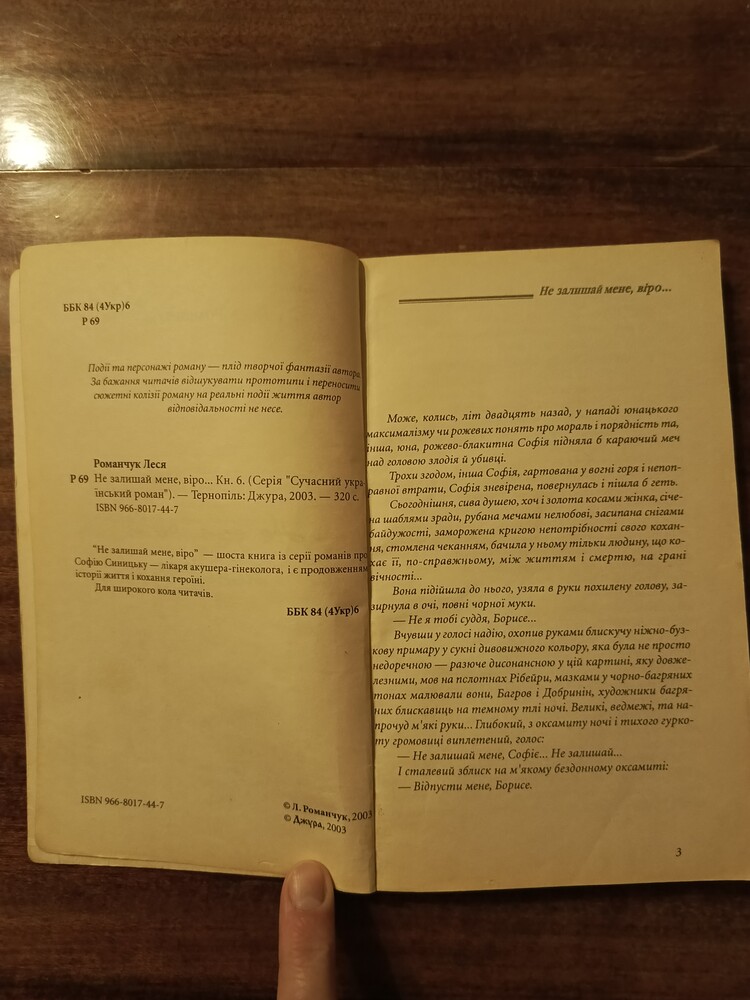 ББК 84 (4Укр)6
Р 69
Події та персонажі роману — плід творчої фантазії автора.
За бажання читачів відшукувати прототипи і переносити
сюжетні колізії роману на реальні події життя автор
відповідальності не несе.
Романчук Леся
Р 69 Не залишай мене, віро... Кн. 6. (Серія "Сучасний укра-
їнський роман"). — Тернопіль: Джура, 2003. — 320 с.
ISBN 966-8017-44-7
"Не залишай мене, віро" — шоста книга із серії романів про
Софію Синицьку — лікаря акушера-гінеколога, і є продовженням
історії життя і кохання героїні.
Для широкого кола читачів.
ББК 84 (4Укр)6
ISBN 966-8017-44-7
© Л. Романчук, 2003
© Джура, 2003
Не залишай мене, віро...
Може, колись, літ двадцять назад, у нападі юнацького
максималізму чи рожевих понять про мораль і порядність та,
інша, юна, рожево-блакитна Софія підняла б караючий меч
над головою злодія й убивці.
Трохи згодом, інша Софія, гартована у вогні горя і непоп-
равної втрати, Софія зневірена, повернулась і пішла б геть.
Сьогоднішня, сива душею, хоч і золота косами жінка, січе-
на шаблями зради, рубана мечами нелюбові, засипана снігами
байдужості, заморожена кригою непотрібності свого кохан-
ня, стомлена чеканням, бачила у ньому тільки людину, що ко-
хає її, по-справжньому, між життям і смертю, на грані
вічності...
Вона підійшла до нього, узяла в руки похилену голову, за-
зирнула в очі, повні чорної муки.
— Не я тобі суддя, Борисе...
Вчувши у голосі надію, охопив руками блискучу ніжно-буз-
кову примару у сукні дивовижного кольору, яка була не просто
недоречною — разюче дисонансною у цій картині, яку довже-
лезними, мов на полотнах Рібейри, мазками у чорно-багряних
тонах малювали вони, Багров і Добринін, художники багря-
них блискавиць на темному тлі ночі. Великі, ведмежі, та на-
прочуд м'які руки... Глибокий, з оксамиту ночі і тихого гурко-
ту громовиці виплетений, голос:
— Не залишай мене, Софіє... Не залишай...
І сталевий зблиск на м'якому бездонному оксамиті:
— Відпусти мене, Борисе.
3